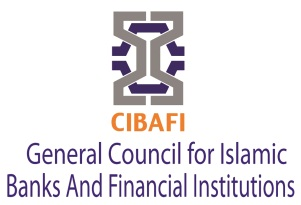 CIBAFI
General Council for Islamic
Banks And Financial Institutions